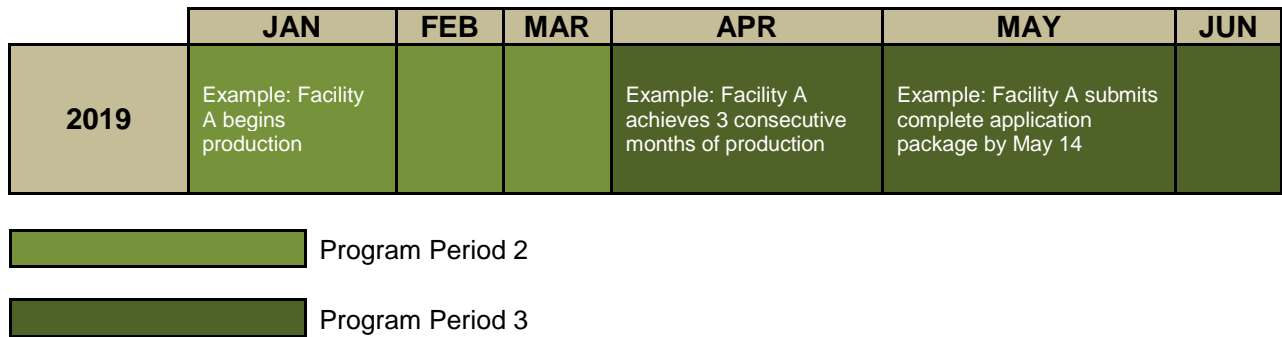 JAN FEB MAR APR MAY JUN
2019
Example: Facility
A begins
production
Example: Facility A
achieves 3 consecutive
months of production
Example: Facility A submits
complete application
package by May 14
Program Period 2
Program Period 3